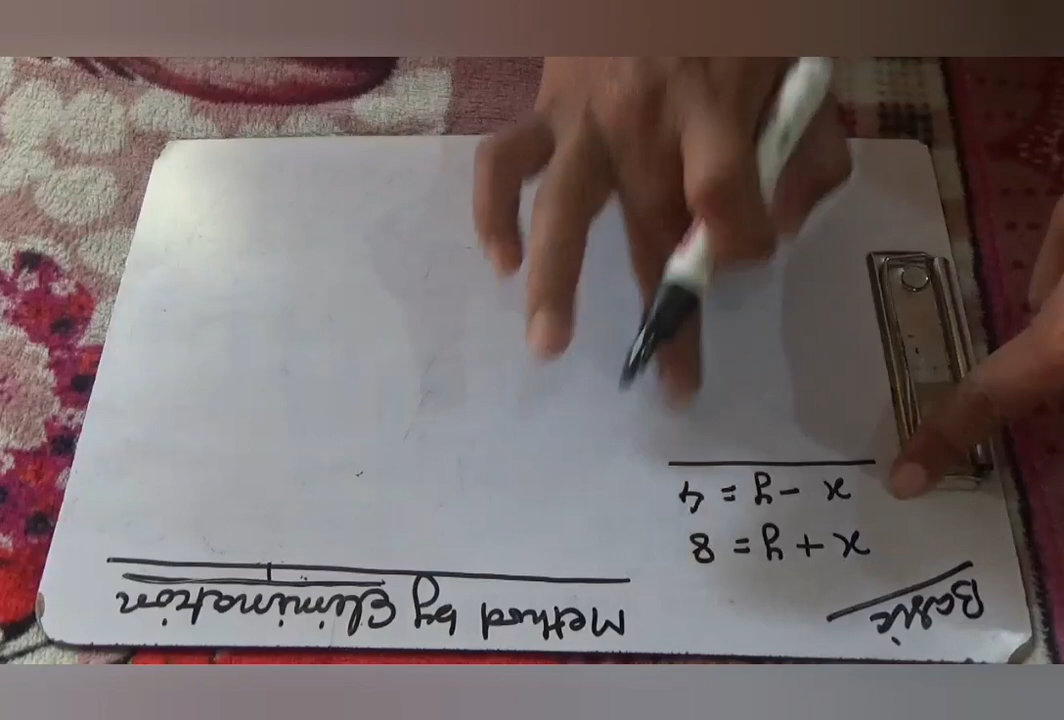 Basic
Method by Elimination
x + y = 8
x - y = 4